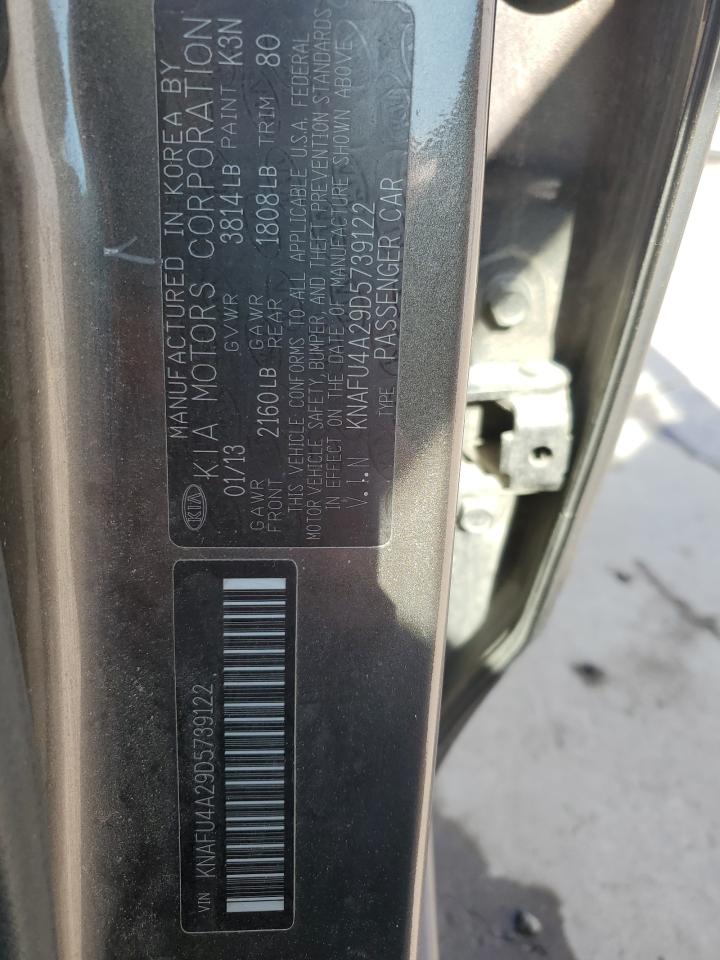 MANUFACTURED IN KOREA BY
KIA KIA MOTORS CORPORATION
01/13 GVWR 3814LB PAINT K3N
GAWR FRONT 2160LB GAWR REAR 1808LB TRIM 80
THIS VEHICLE CONFORMS TO ALL APPLICABLE U.S.A. FEDERAL
MOTOR VEHICLE SAFETY, BUMPER, AND THEFT PREVENTION STANDARDS
IN EFFECT ON THE DATE OF MANUFACTURE SHOWN ABOVE
V.I.N KNAFU4A29D5739122
TYPE: PASSENGER CAR
VIN KNAFU4A29D5739122